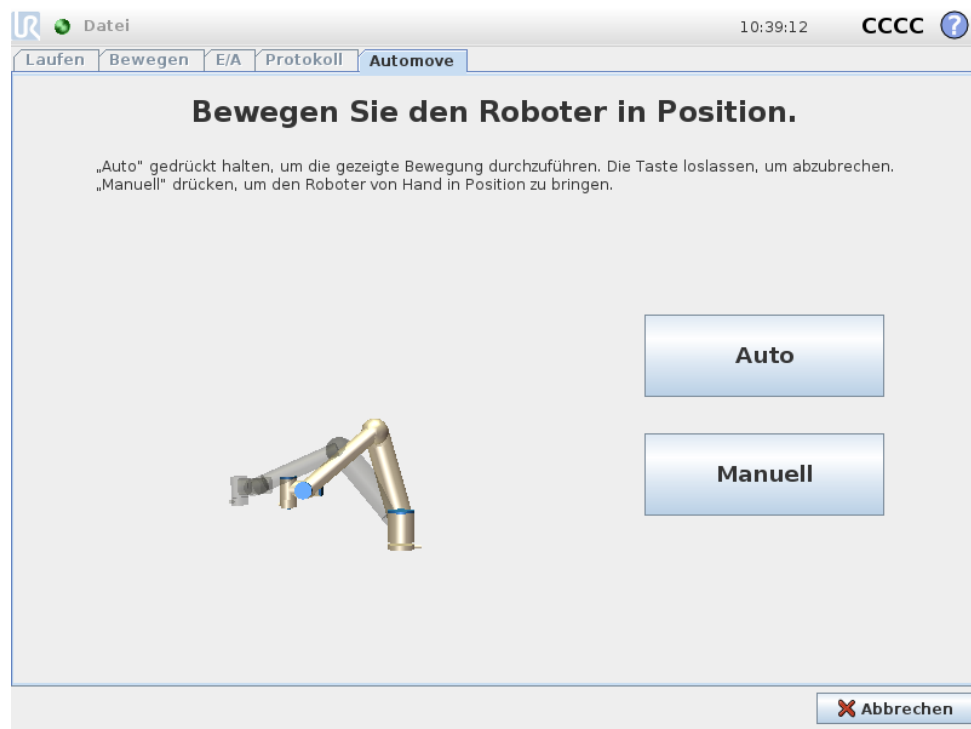 UR Datei 10:39:12 CCCC ?
Laufen Bewegen E/A Protokoll Automove
Bewegen Sie den Roboter in Position.
„Auto" gedrückt halten, um die gezeigte Bewegung durchzuführen. Die Taste loslassen, um abzubrechen.
„Manuell" drücken, um den Roboter von Hand in Position zu bringen.
Auto
Manuell
Abbrechen